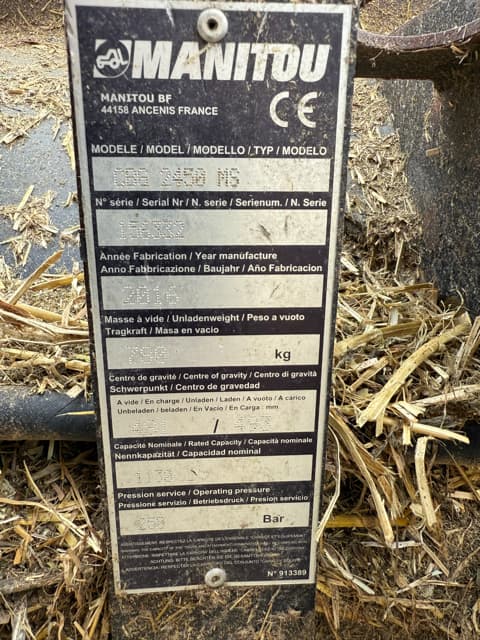 MANITOU
MANITOU BF
44158 ANCENIS FRANCE
CE
MODELE / MODEL / MODELLO / TYP / MODELO
2450 MS
N° série / Serial Nr / N. serie / Serienum. / N. Serie
Année Fabrication / Year manufacture
Anno Fabbricazione / Baujahr / Año Fabricacion
2016
Masse à vide / Unladenweight / Peso a vuoto
Tragkraft / Masa en vacio
kg
Centre de gravité / Centre of gravity / Centro di gravità
Schwerpunkt / Centro de gravedad
A vide / En charge / Unladen / Laden / A vuoto / A carico
Unbeladen / beladen / En Vacio / En Carga : mm
/
Capacité Nominale / Rated Capacity / Capacità nominale
Nennkapäzität / Capacidad nominal
Pression service / Operating pressure
Pressione servizio / Betriebsdruck / Presion servicio
Bar
N° 913389